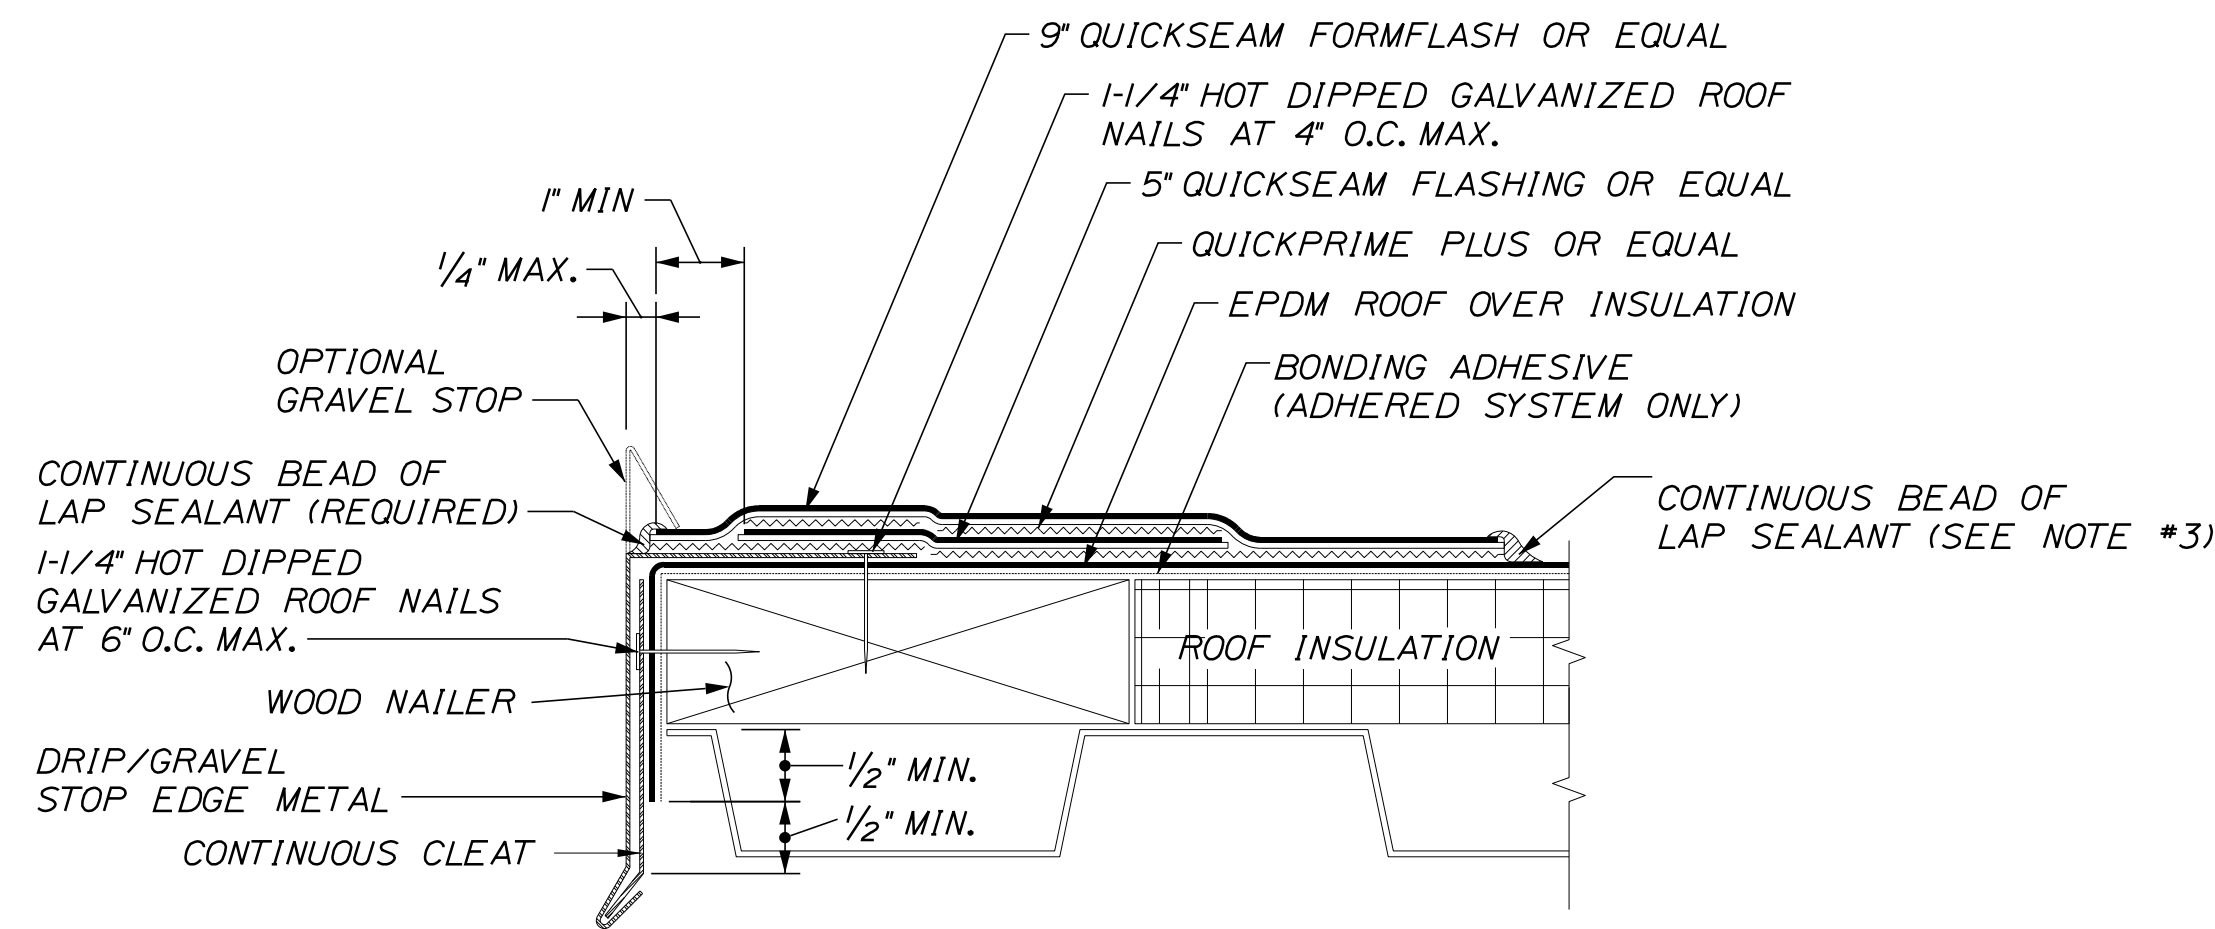 9" QUICKSEAM FORMFLASH OR EQUAL
1-1/4" HOT DIPPED GALVANIZED ROOF
NAILS AT 4" O.C. MAX.
5" QUICKSEAM FLASHING OR EQUAL
1" MIN
QUICKPRIME PLUS OR EQUAL
1/4" MAX.
EPDM ROOF OVER INSULATION
OPTIONAL
GRAVEL STOP
BONDING ADHESIVE
(ADHERED SYSTEM ONLY)
CONTINUOUS BEAD OF
LAP SEALANT (REQUIRED)
CONTINUOUS BEAD OF
LAP SEALANT (SEE NOTE #3)
1-1/4" HOT DIPPED
GALVANIZED ROOF NAILS
AT 6" O.C. MAX.
ROOF INSULATION
WOOD NAILER
DRIP/GRAVEL
STOP EDGE METAL
1/2" MIN.
1/2" MIN.
CONTINUOUS CLEAT